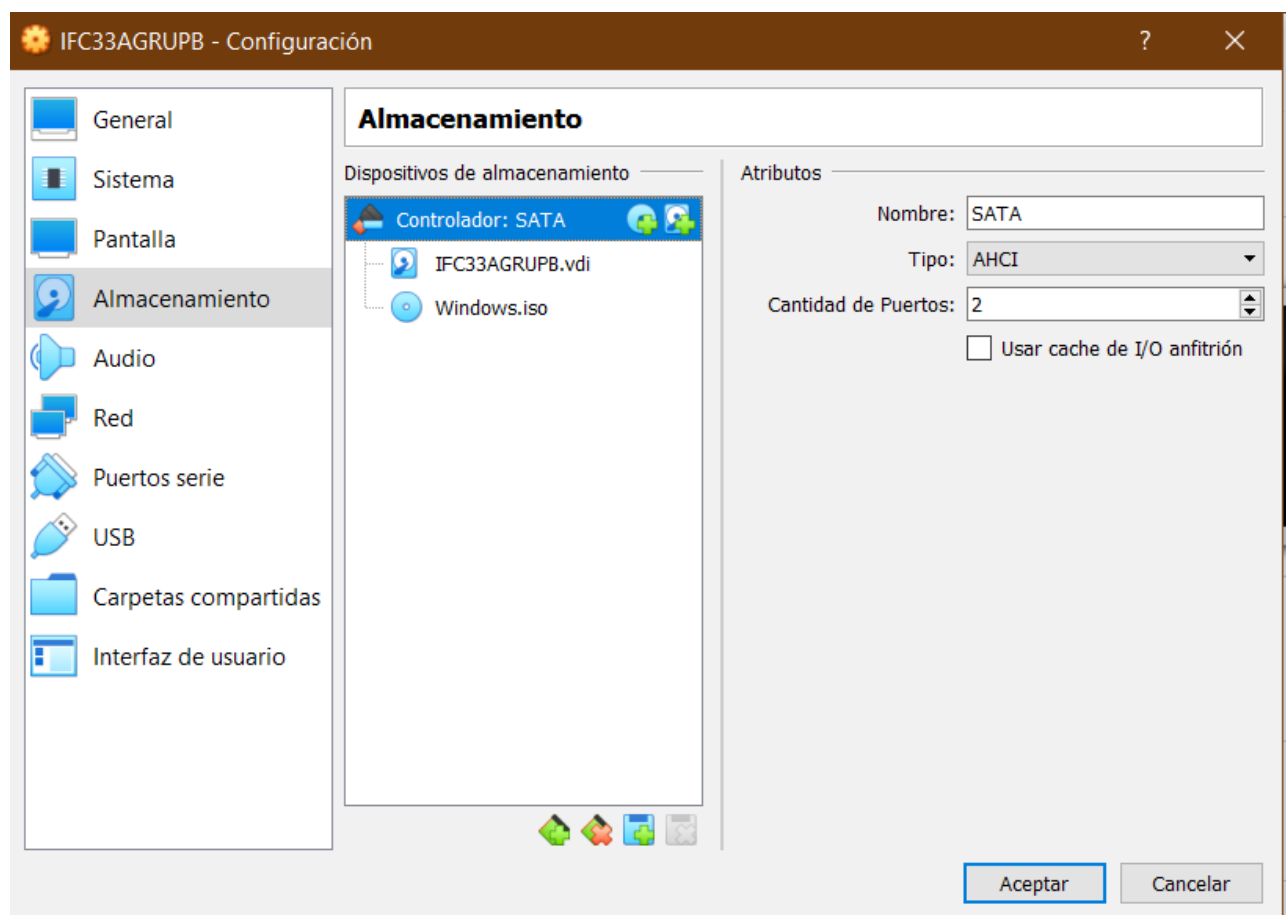 IFC33AGRUPB - Configuración
?
General
Sistema
Pantalla
Almacenamiento
Audio
Red
Puertos serie
USB
Carpetas compartidas
Interfaz de usuario
Almacenamiento
Dispositivos de almacenamiento
Controlador: SATA
IFC33AGRUPB.vdi
Windows.iso
Atributos
Nombre: SATA
Tipo: AHCI
Cantidad de Puertos: 2
Usar cache de I/O anfitrión
Aceptar
Cancelar